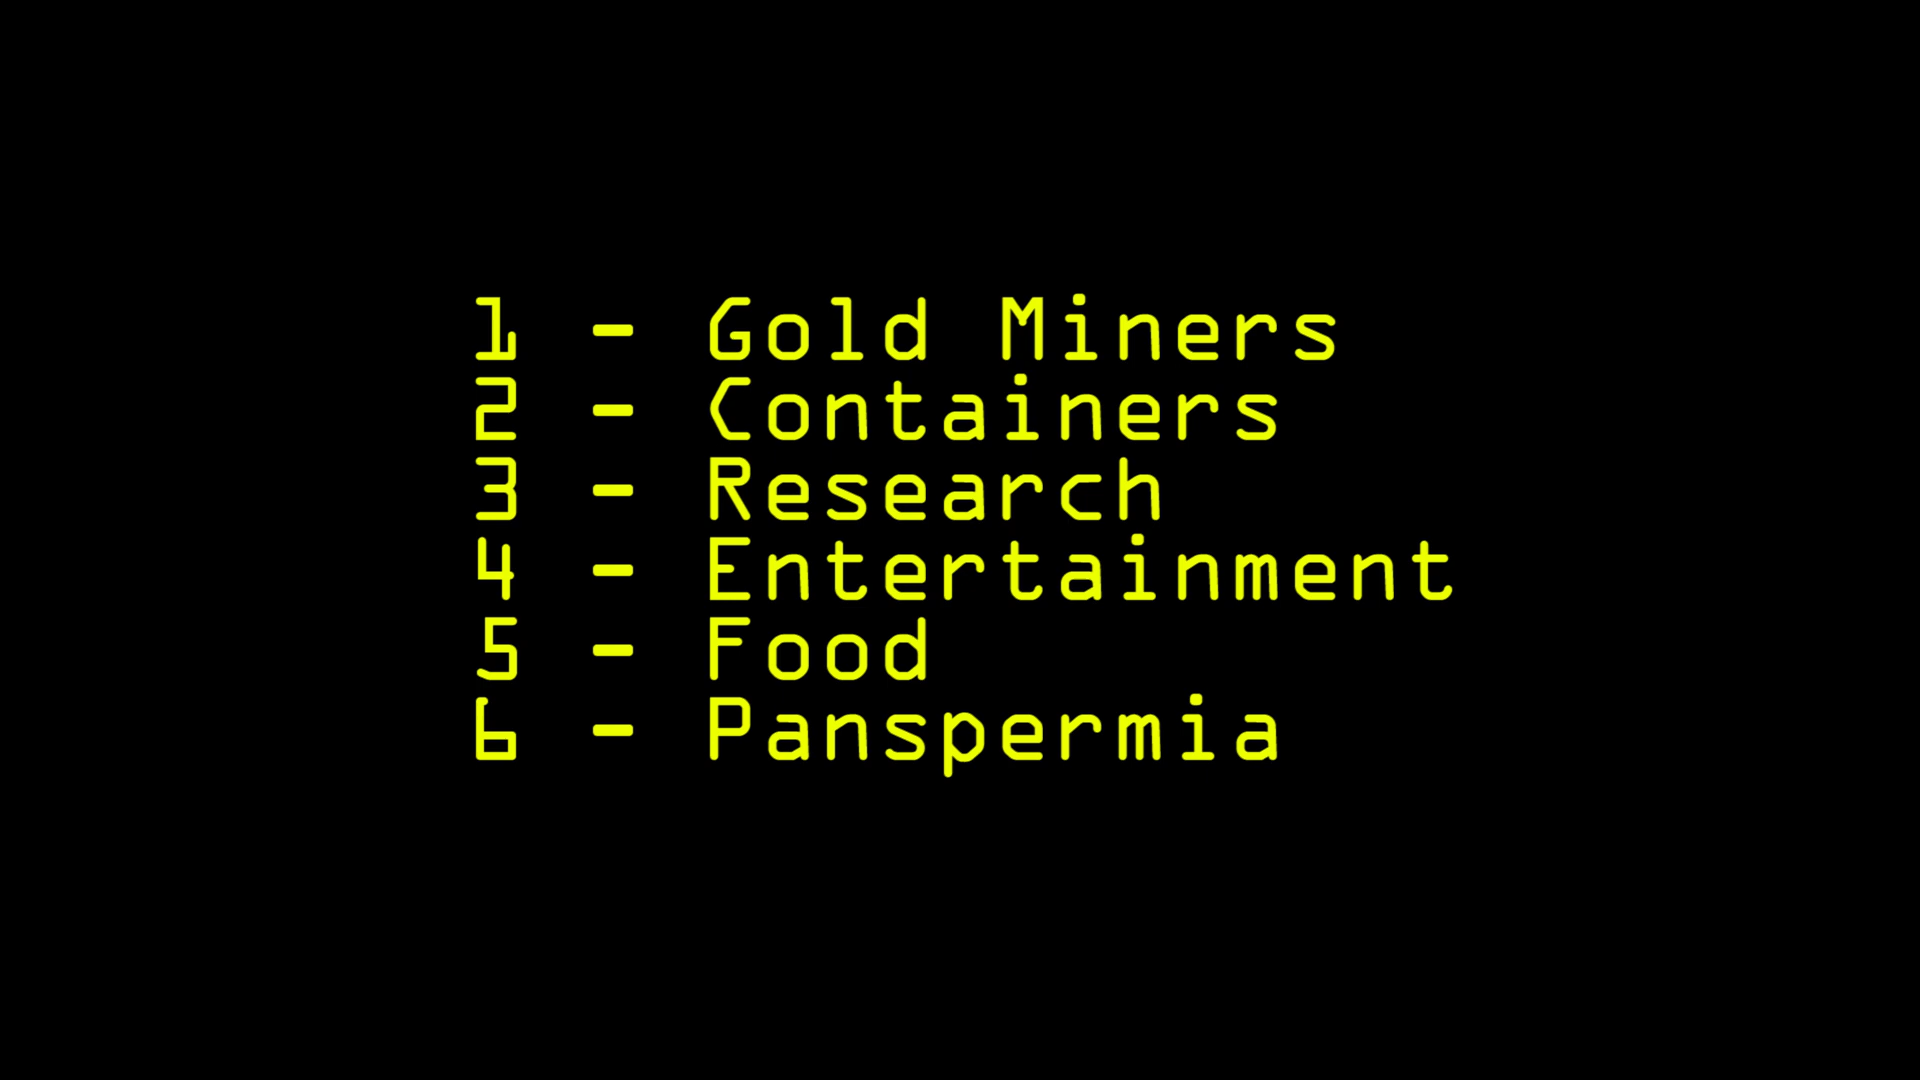 1 - Gold Miners
2 - Containers
3 - Research
4 - Entertainment
5 - Food
6 - Panspermia